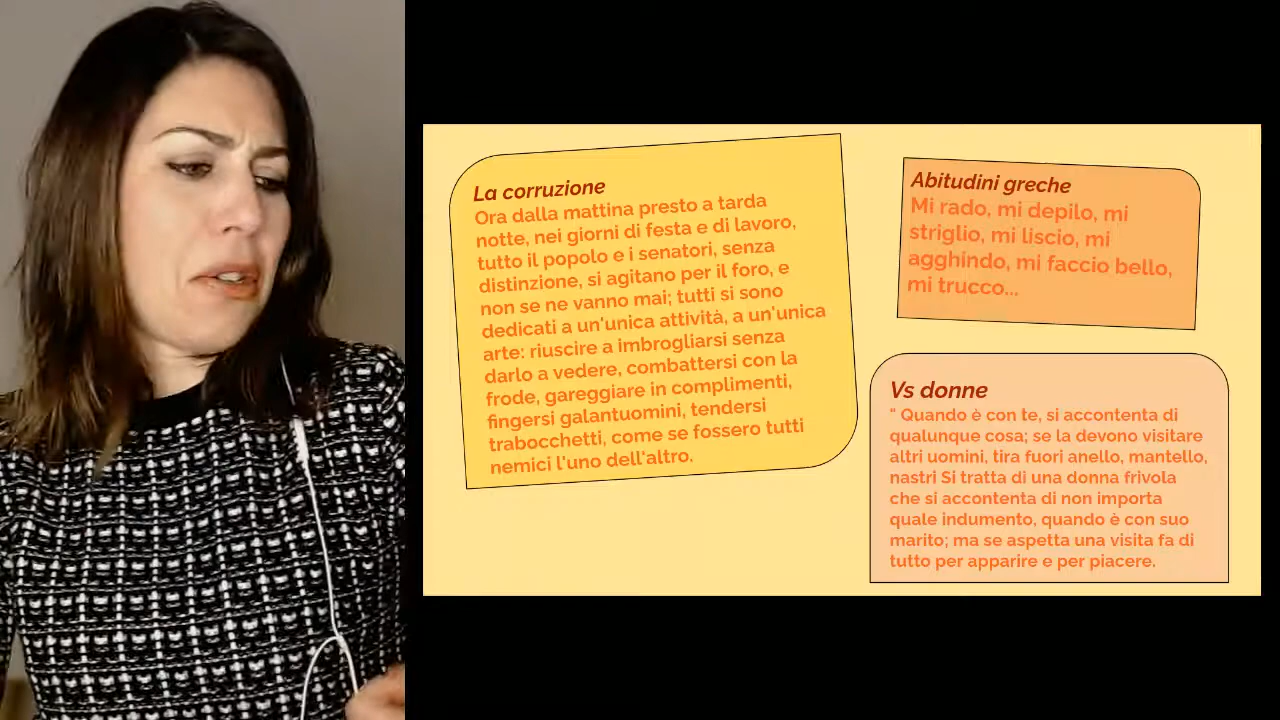 La corruzione
Ora dalla mattina presto a tarda
notte, nei giorni di festa e di lavoro,
tutto il popolo e i senatori, senza
distinzione, si agitano per il foro, e
non se ne vanno mai; tutti si sono
dedicati a un'unica attività, a un'unica
arte: riuscire a imbrogliarsi senza
darlo a vedere, combattersi con la
frode, gareggiare in complimenti,
fingersi galantuomini, tendersi
trabocchetti, come se fossero tutti
nemici l'uno dell'altro.
Abitudini greche
Mi rado, mi depilo, mi
striglio, mi liscio, mi
agghindo, mi faccio bello,
mi trucco...
Vs donne
" Quando è con te, si accontenta di
qualunque cosa; se la devono visitare
altri uomini, tira fuori anello, mantello,
nastri Si tratta di una donna frivola
che si accontenta di non importa
quale indumento, quando è con suo
marito; ma se aspetta una visita fa di
tutto per apparire e per piacere.